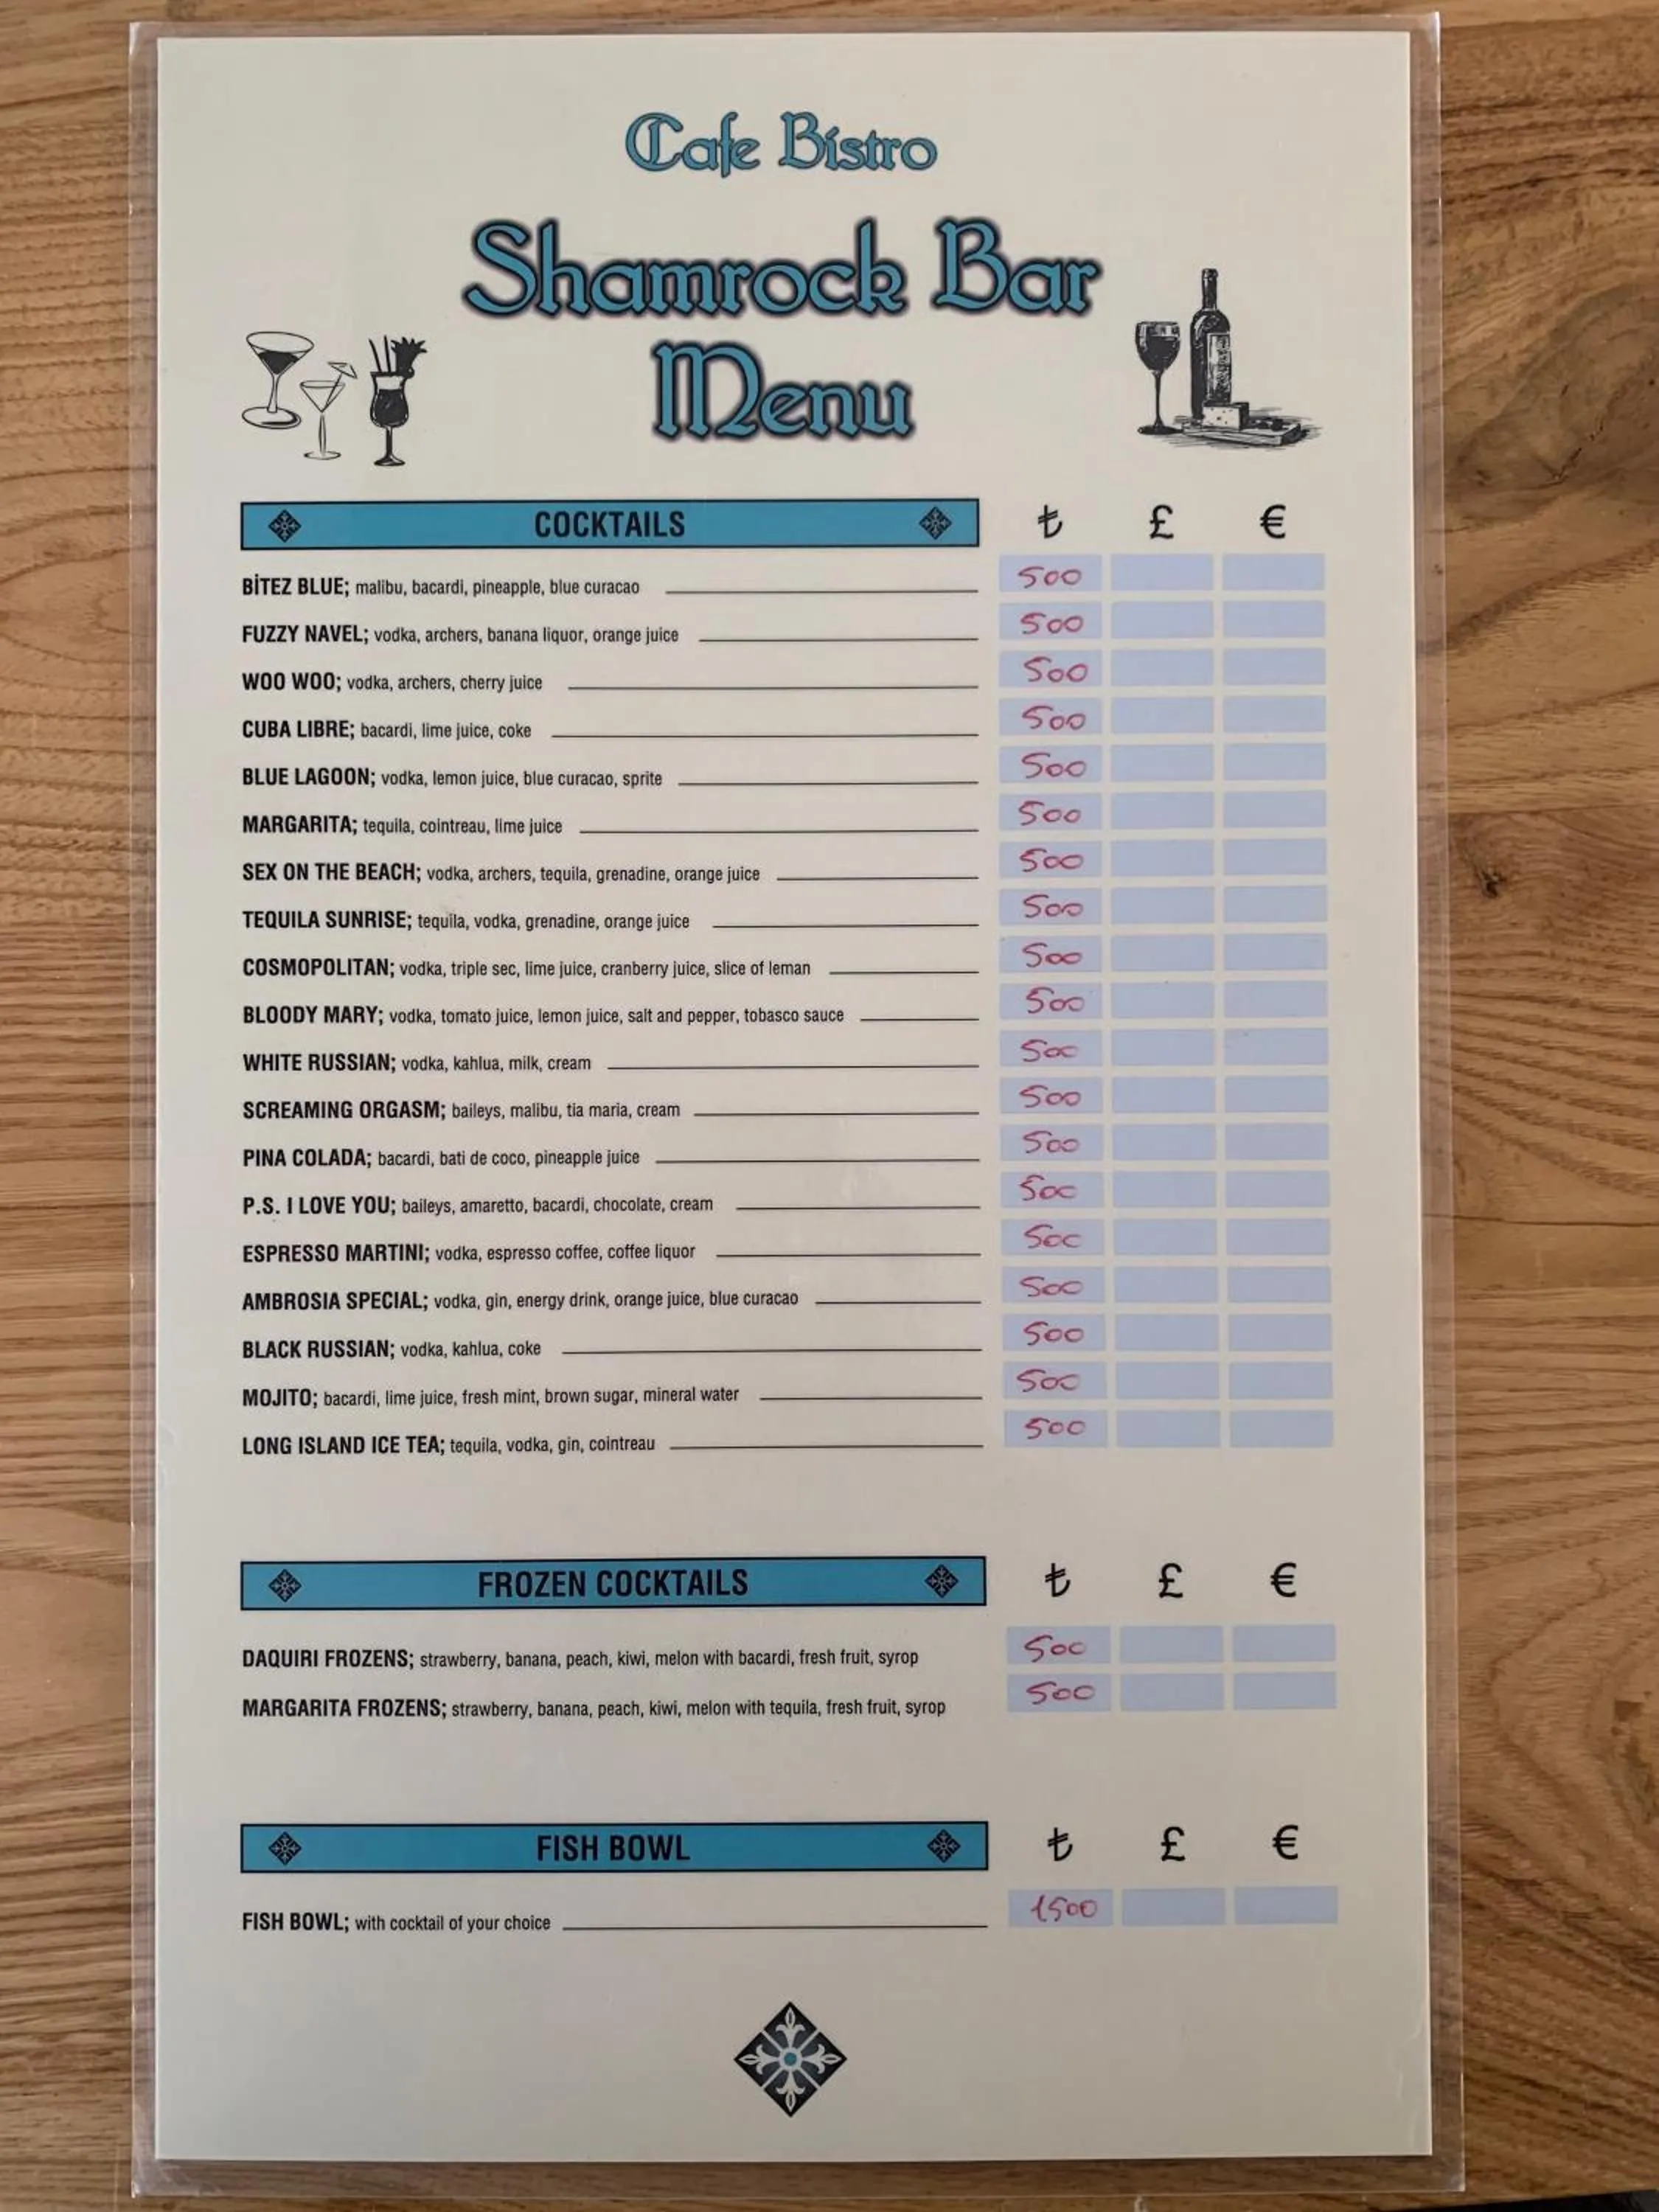 Cafe Bistro
Shamrock Bar
Menu
COCKTAILS ₺ £ €
BİTEZ BLUE; malibu, bacardi, pineapple, blue curacao 500
FUZZY NAVEL; vodka, archers, banana liquor, orange juice 500
WOO WOO; vodka, archers, cherry juice 500
CUBA LIBRE; bacardi, lime juice, coke 500
BLUE LAGOON; vodka, lemon juice, blue curacao, sprite 500
MARGARITA; tequila, cointreau, lime juice 500
SEX ON THE BEACH; vodka, archers, tequila, grenadine, orange juice 500
TEQUILA SUNRISE; tequila, vodka, grenadine, orange juice 500
COSMOPOLITAN; vodka, triple sec, lime juice, cranberry juice, slice of leman 500
BLOODY MARY; vodka, tomato juice, lemon juice, salt and pepper, tobasco sauce 500
WHITE RUSSIAN; vodka, kahlua, milk, cream 500
SCREAMING ORGASM; baileys, malibu, tia maria, cream 500
PINA COLADA; bacardi, bati de coco, pineapple juice 500
P.S. I LOVE YOU; baileys, amaretto, bacardi, chocolate, cream 500
ESPRESSO MARTINI; vodka, espresso coffee, coffee liquor 500
AMBROSIA SPECIAL; vodka, gin, energy drink, orange juice, blue curacao 500
BLACK RUSSIAN; vodka, kahlua, coke 500
MOJITO; bacardi, lime juice, fresh mint, brown sugar, mineral water 500
LONG ISLAND ICE TEA; tequila, vodka, gin, cointreau 500
FROZEN COCKTAILS ₺ £ €
DAQUIRI FROZENS; strawberry, banana, peach, kiwi, melon with bacardi, fresh fruit, syrop 500
MARGARITA FROZENS; strawberry, banana, peach, kiwi, melon with tequila, fresh fruit, syrop 500
FISH BOWL ₺ £ €
FISH BOWL; with cocktail of your choice 1500